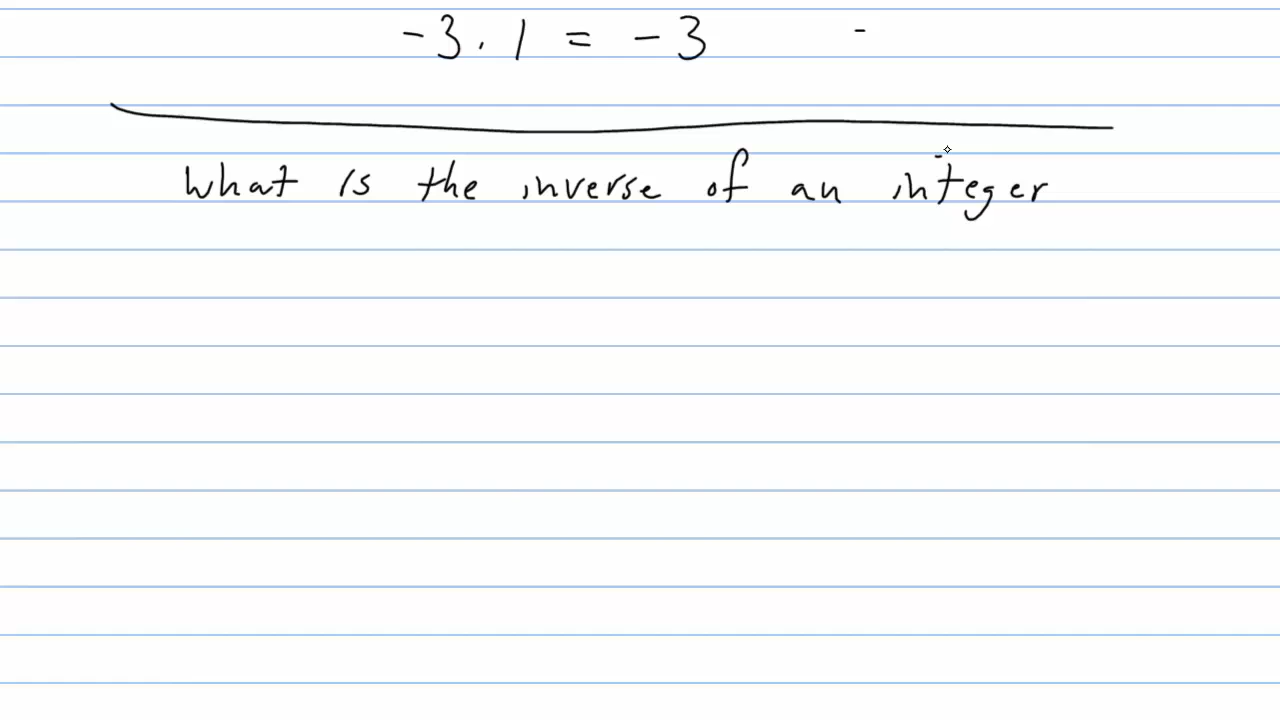 -3 · 1 = -3 -
What is the inverse of an integer